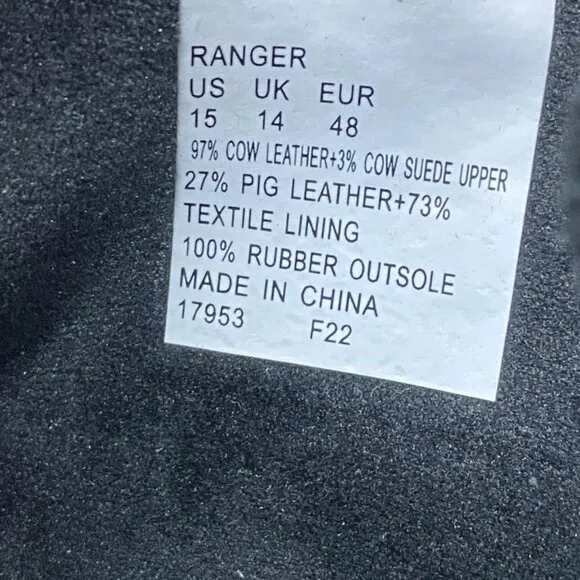 RANGER
US UK EUR
15 14 48
97% COW LEATHER+3% COW SUEDE UPPER
27% PIG LEATHER+73%
TEXTILE LINING
100% RUBBER OUTSOLE
MADE IN CHINA
17953 F22